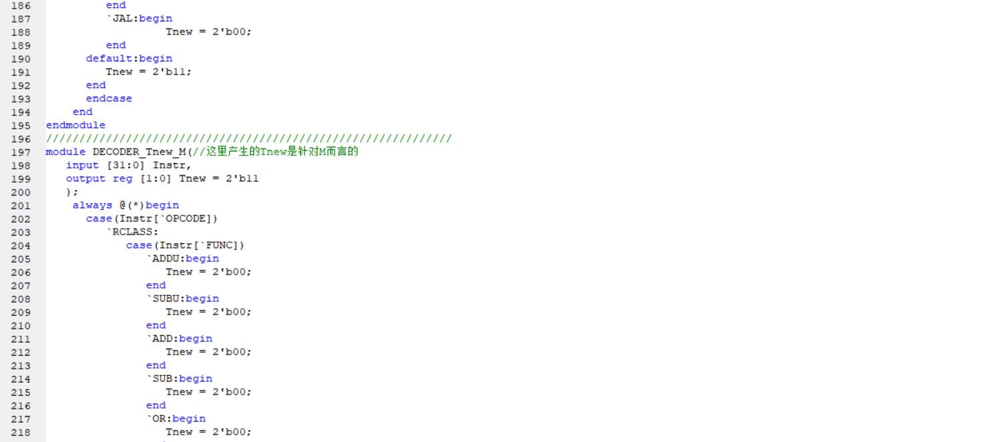 186 end
187 `JAL:begin
188 Tnew = 2'b00;
189 end
190 default:begin
191 Tnew = 2'b11;
192 end
193 endcase
194 end
195 endmodule
196 /////////////////////////////////////////////////////////////
197 module DECODER_Tnew_M(//这里产生的Tnew是针对M而言的
198 input [31:0] Instr,
199 output reg [1:0] Tnew = 2'b11
200 );
201 always @(*)begin
202 case(Instr[`OPCODE])
203 `RCLASS:
204 case(Instr[`FUNC])
205 `ADDU:begin
206 Tnew = 2'b00;
207 end
208 `SUBU:begin
209 Tnew = 2'b00;
210 end
211 `ADD:begin
212 Tnew = 2'b00;
213 end
214 `SUB:begin
215 Tnew = 2'b00;
216 end
217 `OR:begin
218 Tnew = 2'b00;